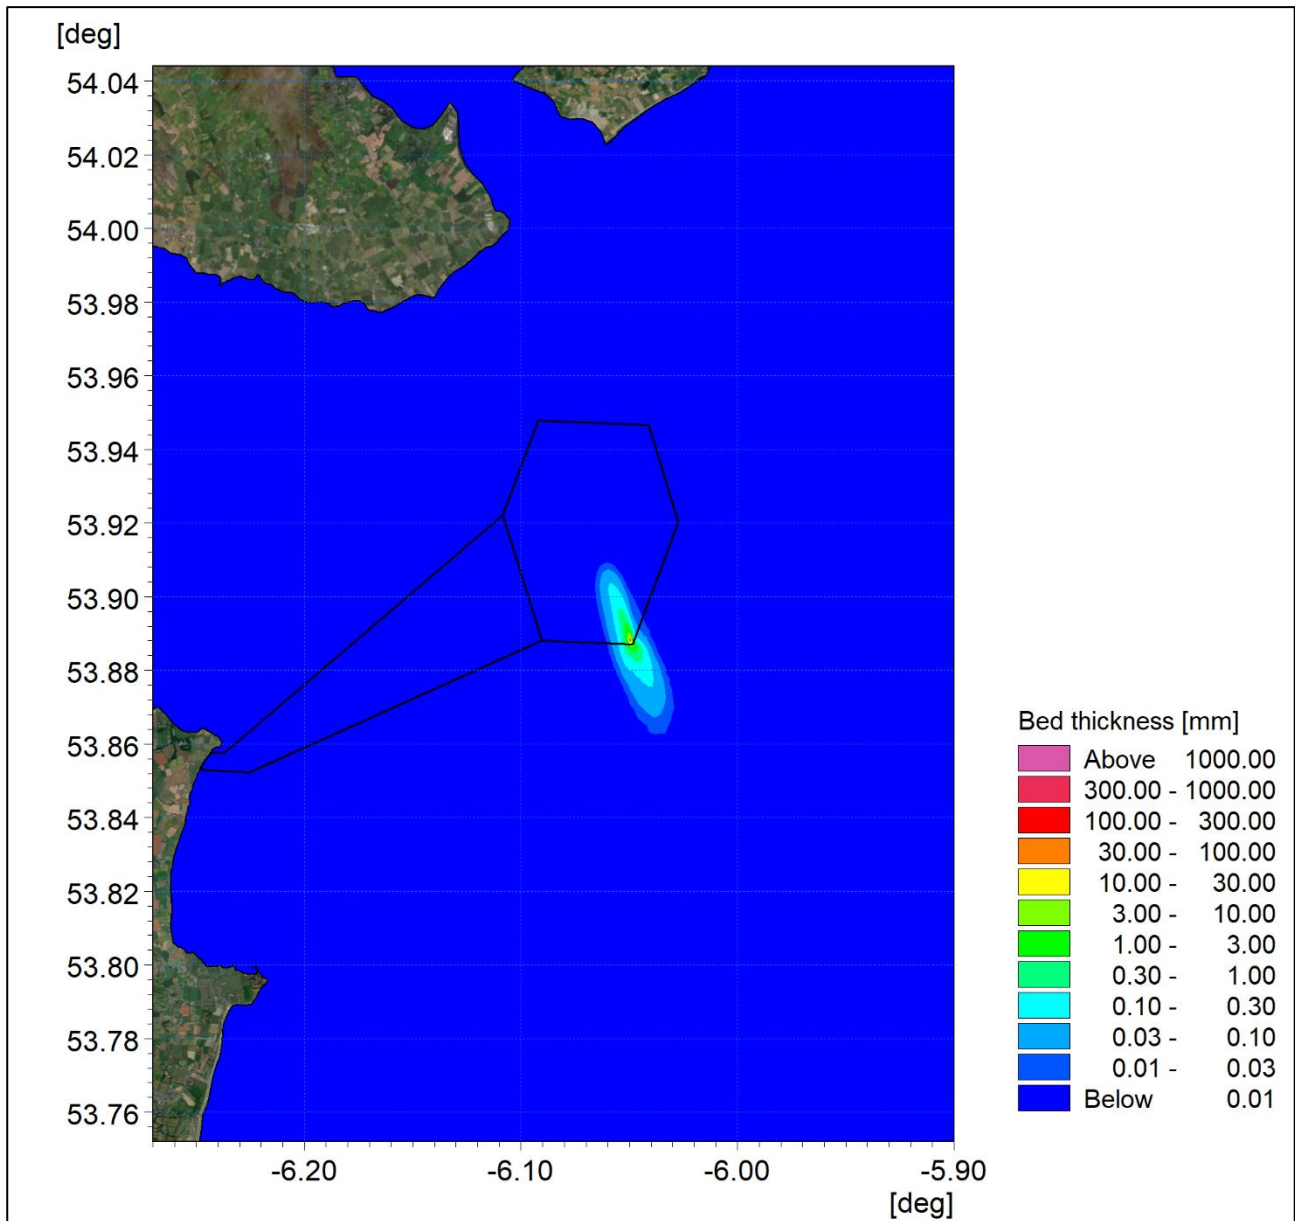 [deg]
54.04
54.02
54.00
53.98
53.96
53.94
53.92
53.90
53.88
53.86
53.84
53.82
53.80
53.78
53.76
-6.20 -6.10 -6.00 -5.90
[deg]
Bed thickness [mm]
Above 1000.00
300.00 - 1000.00
100.00 - 300.00
30.00 - 100.00
10.00 - 30.00
3.00 - 10.00
1.00 - 3.00
0.30 - 1.00
0.10 - 0.30
0.03 - 0.10
0.01 - 0.03
Below 0.01